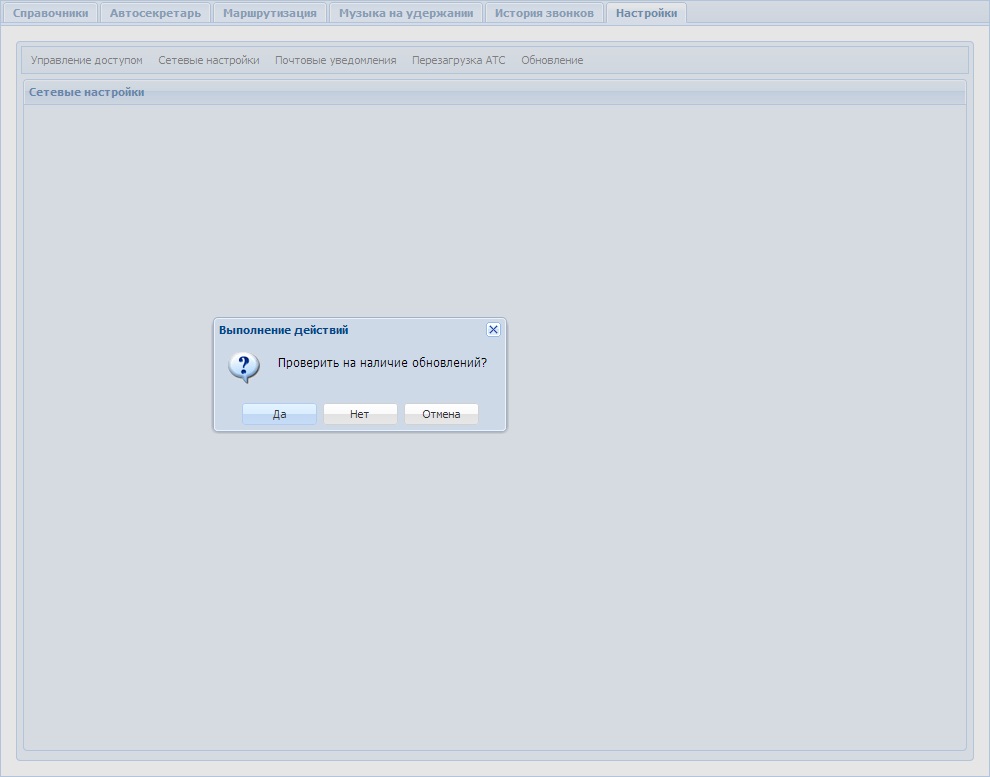 Справочники Автосекретарь Маршрутизация Музыка на удержании История звонков Настройки
Управление доступом Сетевые настройки Почтовые уведомления Перезагрузка АТС Обновление
Сетевые настройки
Выполнение действий
Проверить на наличие обновлений?
Да Нет Отмена